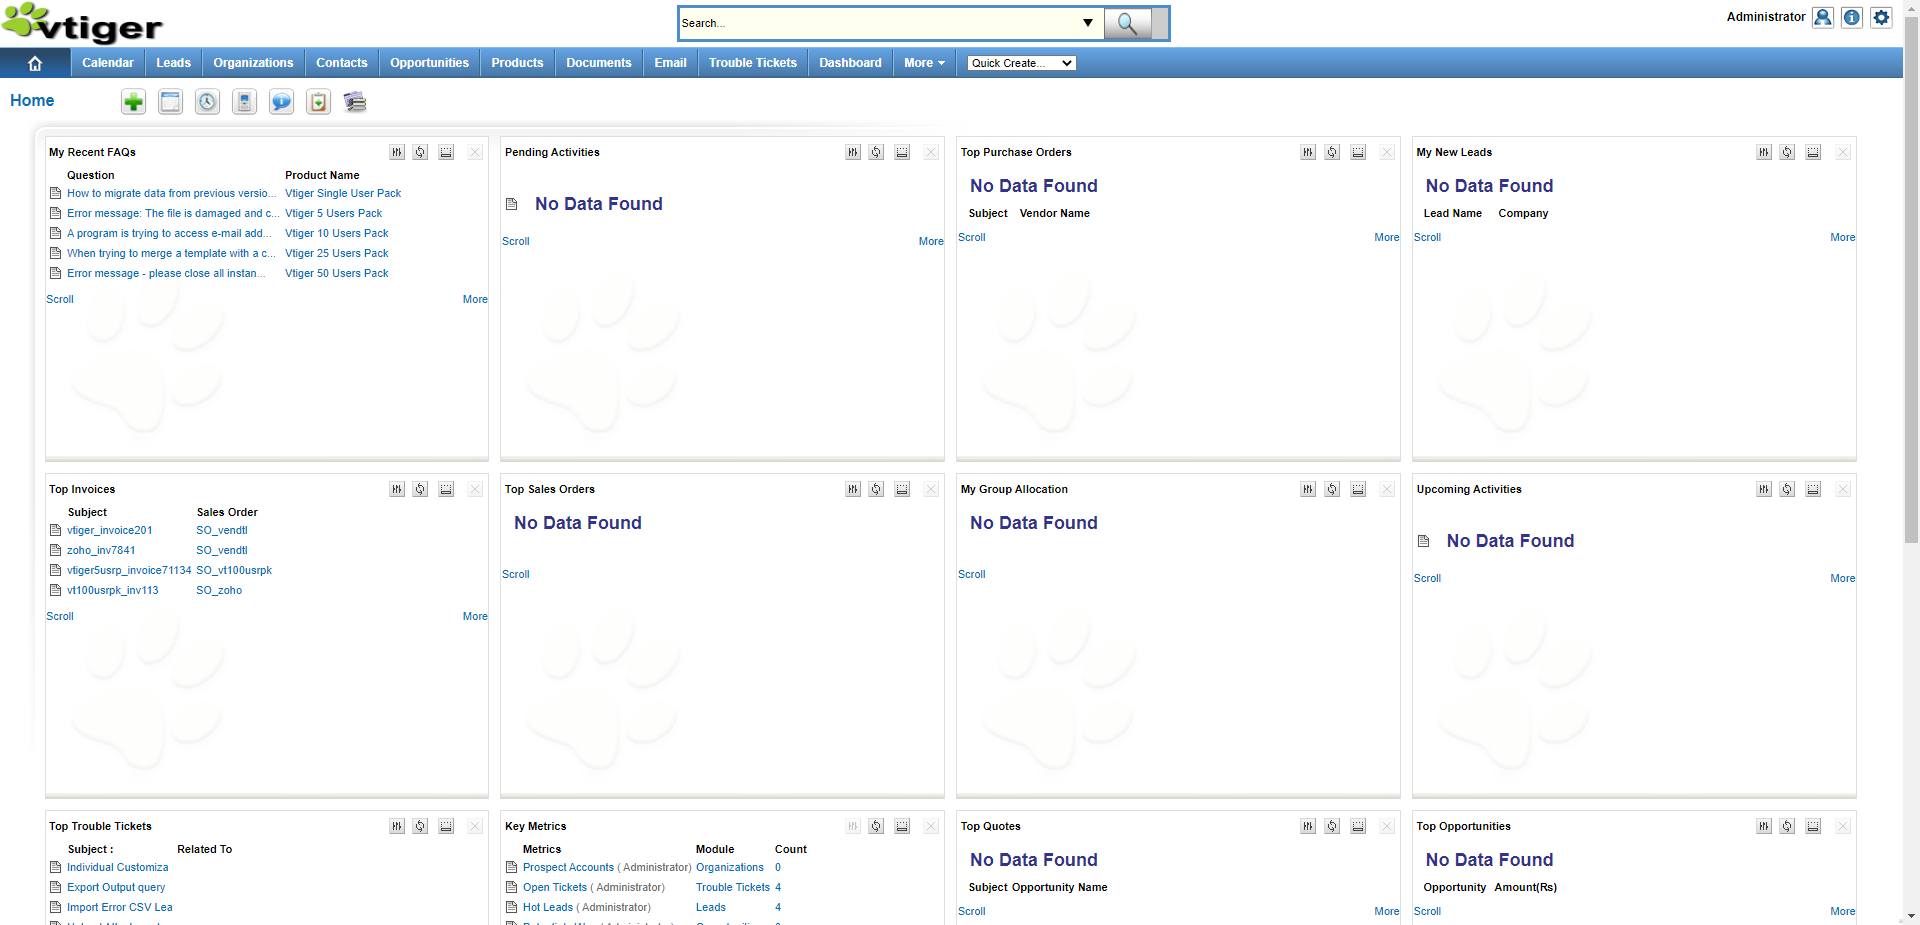 vtiger
Search...
Administrator
Calendar Leads Organizations Contacts Opportunities Products Documents Email Trouble Tickets Dashboard More Quick Create...
Home
My Recent FAQs
Question Product Name
How to migrate data from previous versio... Vtiger Single User Pack
Error message: The file is damaged and c... Vtiger 5 Users Pack
A program is trying to access e-mail add... Vtiger 10 Users Pack
When trying to merge a template with a c... Vtiger 25 Users Pack
Error message - please close all instan... Vtiger 50 Users Pack
Scroll More
Pending Activities
No Data Found
Scroll More
Top Purchase Orders
No Data Found
Subject Vendor Name
Scroll More
My New Leads
No Data Found
Lead Name Company
Scroll More
Top Invoices
Subject Sales Order
vtiger_invoice201 SO_vendtl
zoho_inv7841 SO_vendtl
vtiger5usrp_invoice71134 SO_vt100usrpk
vt100usrpk_inv113 SO_zoho
Scroll More
Top Sales Orders
No Data Found
Scroll
My Group Allocation
No Data Found
Scroll
Upcoming Activities
No Data Found
Scroll More
Top Trouble Tickets
Subject : Related To
Individual Customiza
Export Output query
Import Error CSV Lea
Key Metrics
Metrics Module Count
Prospect Accounts ( Administrator) Organizations 0
Open Tickets ( Administrator) Trouble Tickets 4
Hot Leads ( Administrator) Leads 4
Top Quotes
No Data Found
Subject Opportunity Name
Scroll More
Top Opportunities
No Data Found
Opportunity Amount(Rs)
Scroll More